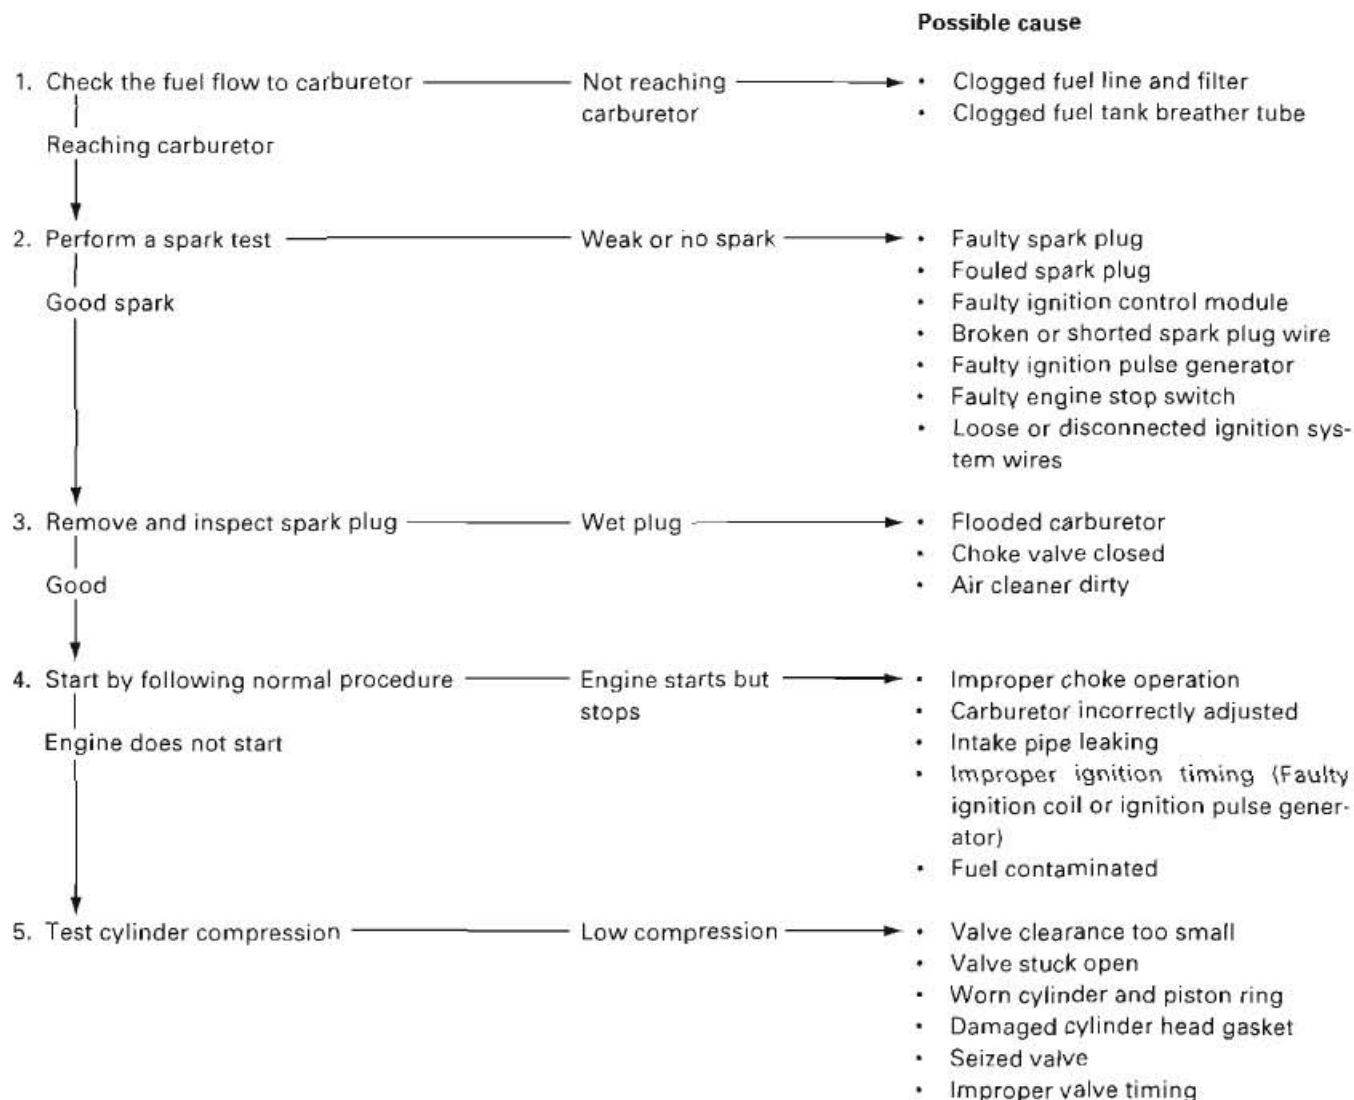 Possible cause
1. Check the fuel flow to carburetor Not reaching carburetor • Clogged fuel line and filter
• Clogged fuel tank breather tube
Reaching carburetor
2. Perform a spark test Weak or no spark • Faulty spark plug
• Fouled spark plug
Good spark • Faulty ignition control module
• Broken or shorted spark plug wire
• Faulty ignition pulse generator
• Faulty engine stop switch
• Loose or disconnected ignition sys-
tem wires
3. Remove and inspect spark plug Wet plug • Flooded carburetor
• Choke valve closed
Good • Air cleaner dirty
4. Start by following normal procedure Engine starts but stops • Improper choke operation
• Carburetor incorrectly adjusted
Engine does not start • Intake pipe leaking
• Improper ignition timing (Faulty
ignition coil or ignition pulse gener-
ator)
• Fuel contaminated
5. Test cylinder compression Low compression • Valve clearance too small
• Valve stuck open
• Worn cylinder and piston ring
• Damaged cylinder head gasket
• Seized valve
• Improper valve timing